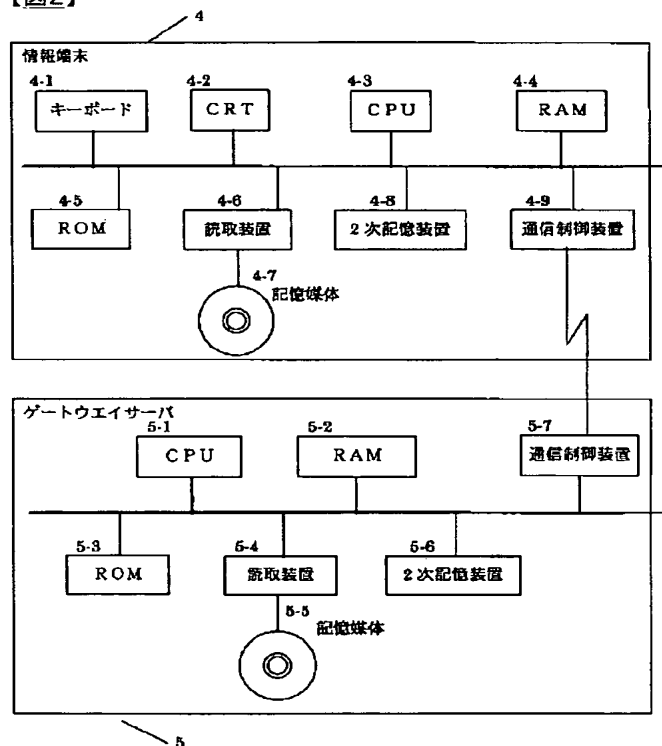 【図2】
4
情報端末
4-1 4-2 4-3 4-4
キーボード CRT CPU RAM
4-5 4-6 4-8 4-9
ROM 読取装置 2次記憶装置 通信制御装置
4-7
記憶媒体
ゲートウエイサーバ
5-1 5-2 5-7
CPU RAM 通信制御装置
5-3 5-4 5-6
ROM 読取装置 2次記憶装置
5-5
記憶媒体
5